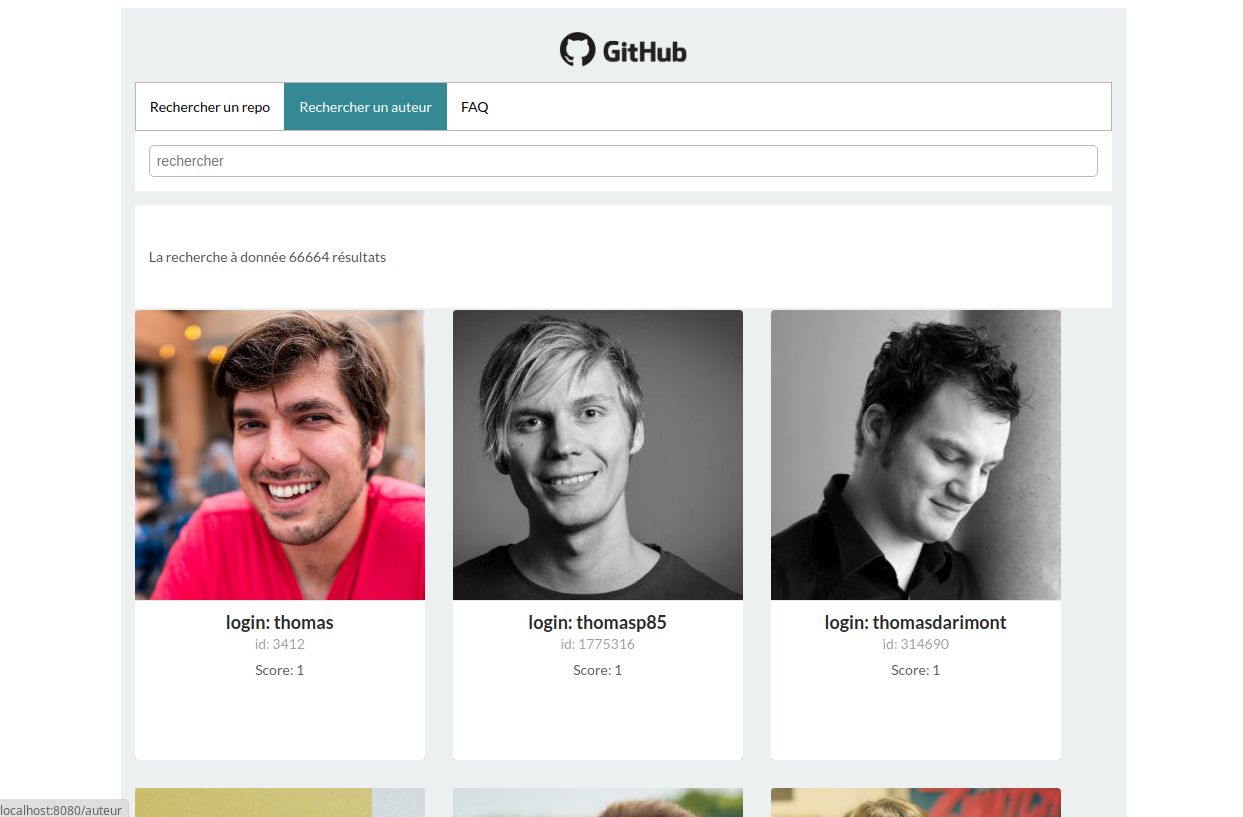 GitHub
Rechercher un repo Rechercher un auteur FAQ
rechercher
La recherche à donnée 66664 résultats
login: thomas
id: 3412
Score: 1
login: thomasp85
id: 1775316
Score: 1
login: thomasdarimont
id: 314690
Score: 1
localhost:8080/auteur